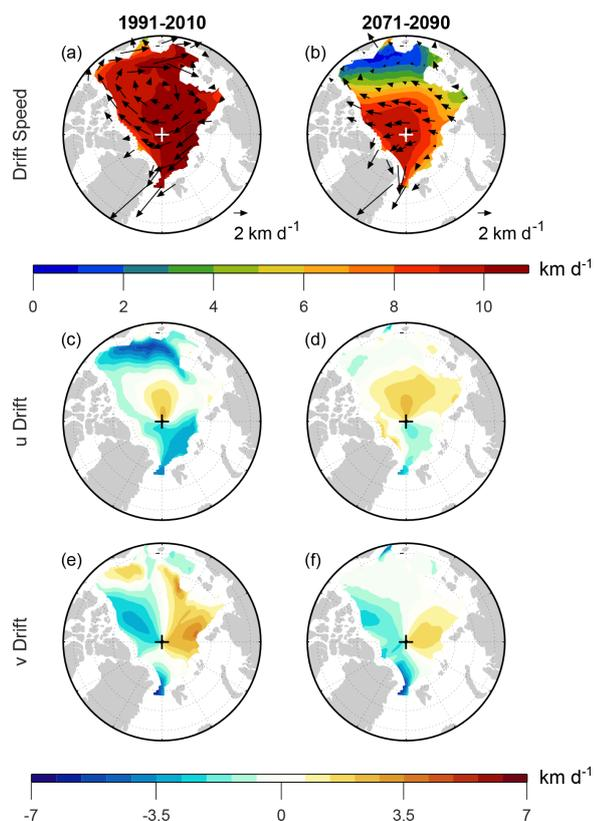 1991-2010 2071-2090
(a) (b)
Drift Speed
2 km d-1 2 km d-1
km d-1
0 2 4 6 8 10
(c) (d)
u Drift
(e) (f)
v Drift
km d-1
-7 -3.5 0 3.5 7